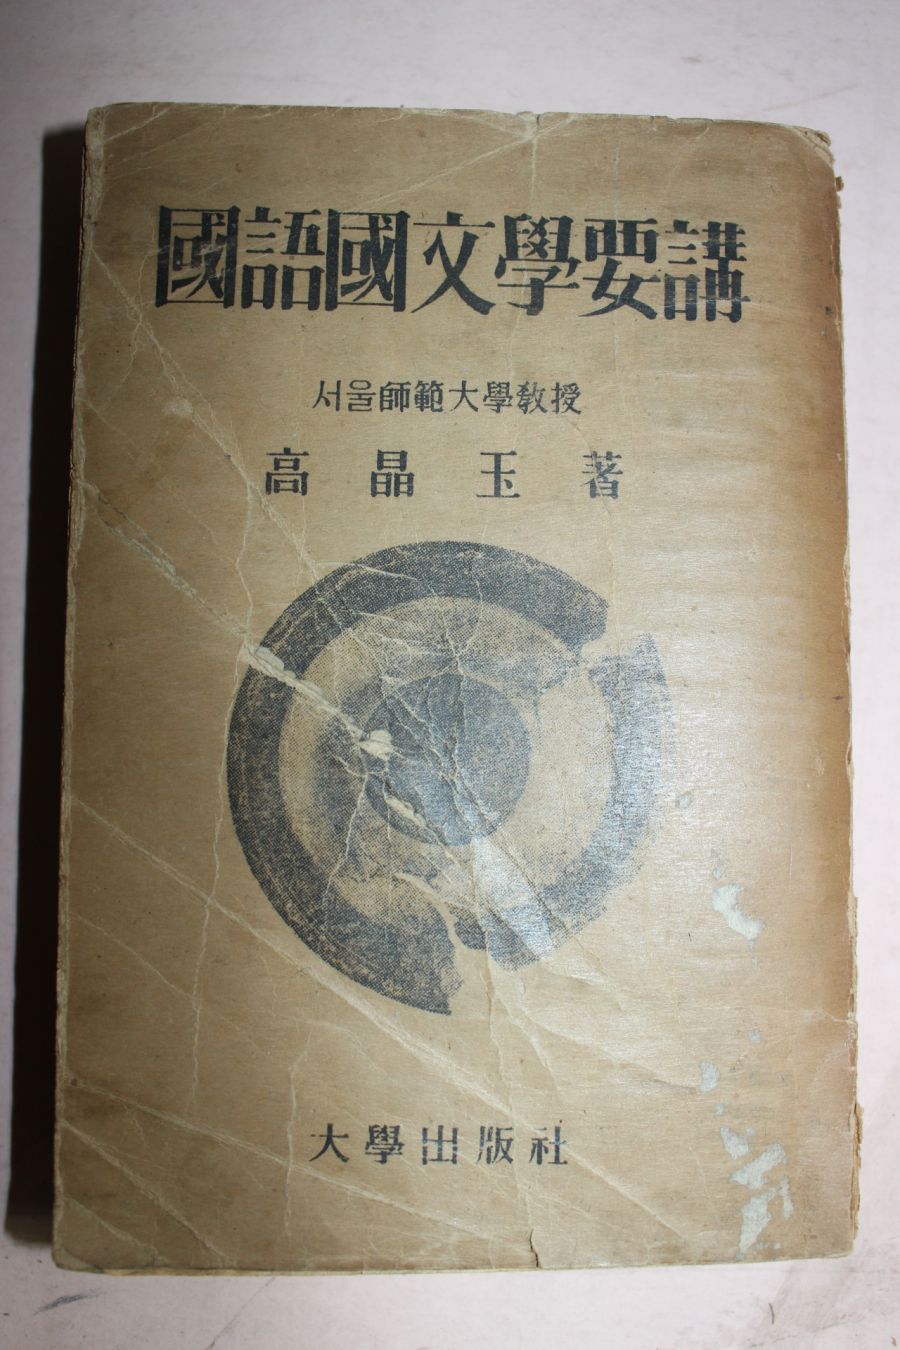 國語國文學要講
서울師範大學敎授
高晶玉著
大學出版社